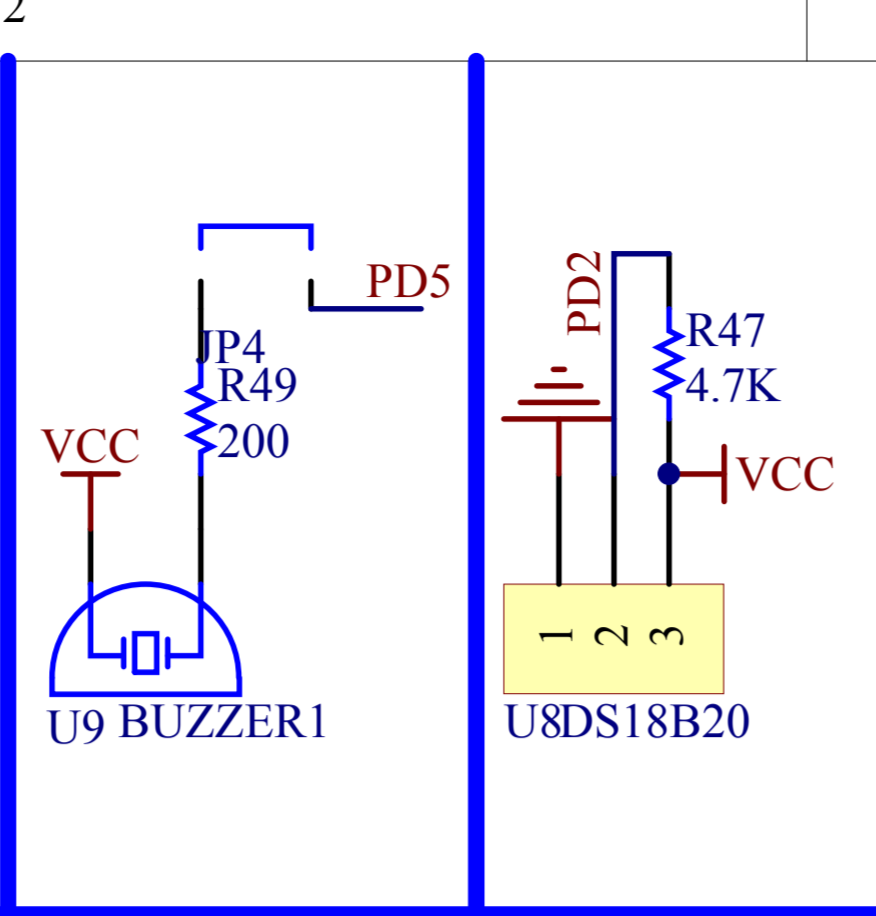 2
PD5
JP4
R49
200
VCC
U9 BUZZER1
PD2
R47
4.7K
VCC
1 2 3
U8DS18B20